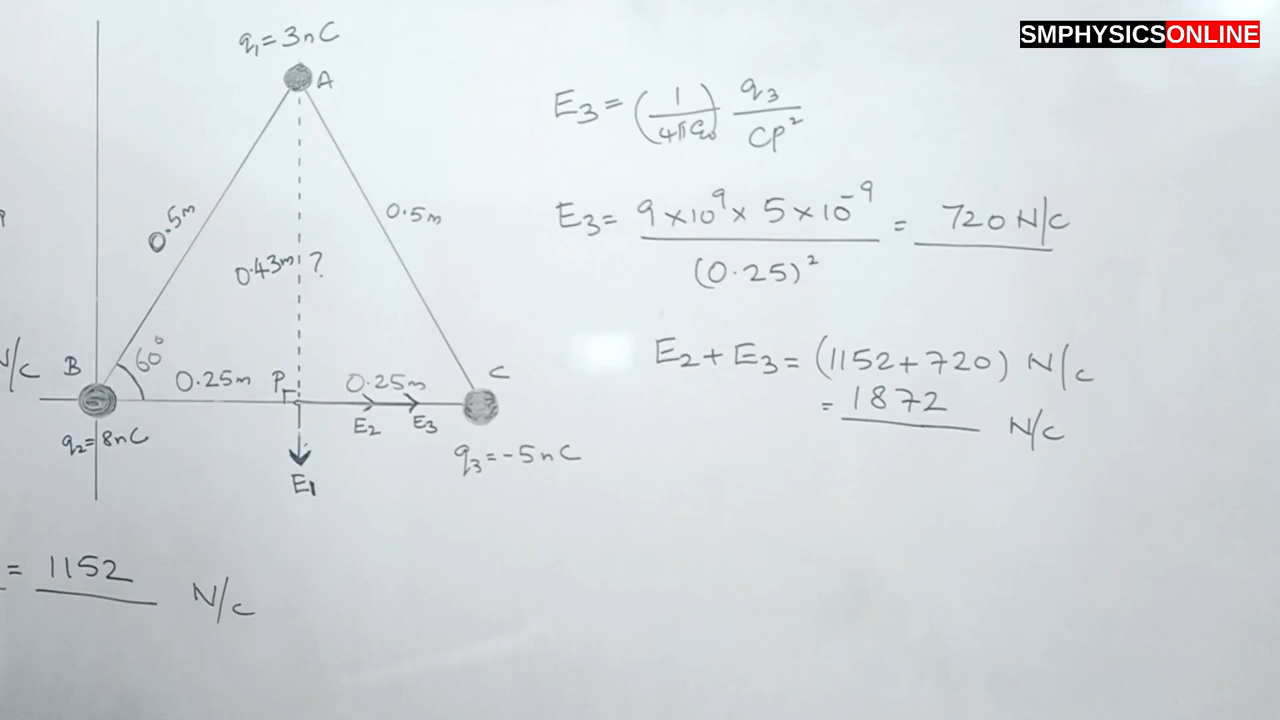 SMPHYSICSONLINE
q₁ = 3nC
A
0.5m
0.5m
0.43m ?
B
60°
0.25m
P
0.25m
C
E₂
E₃
q₂ = 8nC
q₃ = -5nC
E₁
N/C
= 1152 N/C
E₃ = (1/4πε₀) q₃/CP²
E₃ = 9 × 10⁹ × 5 × 10⁻⁹ / (0.25)² = 720 N/C
E₂ + E₃ = (1152 + 720) N/C
= 1872 N/C